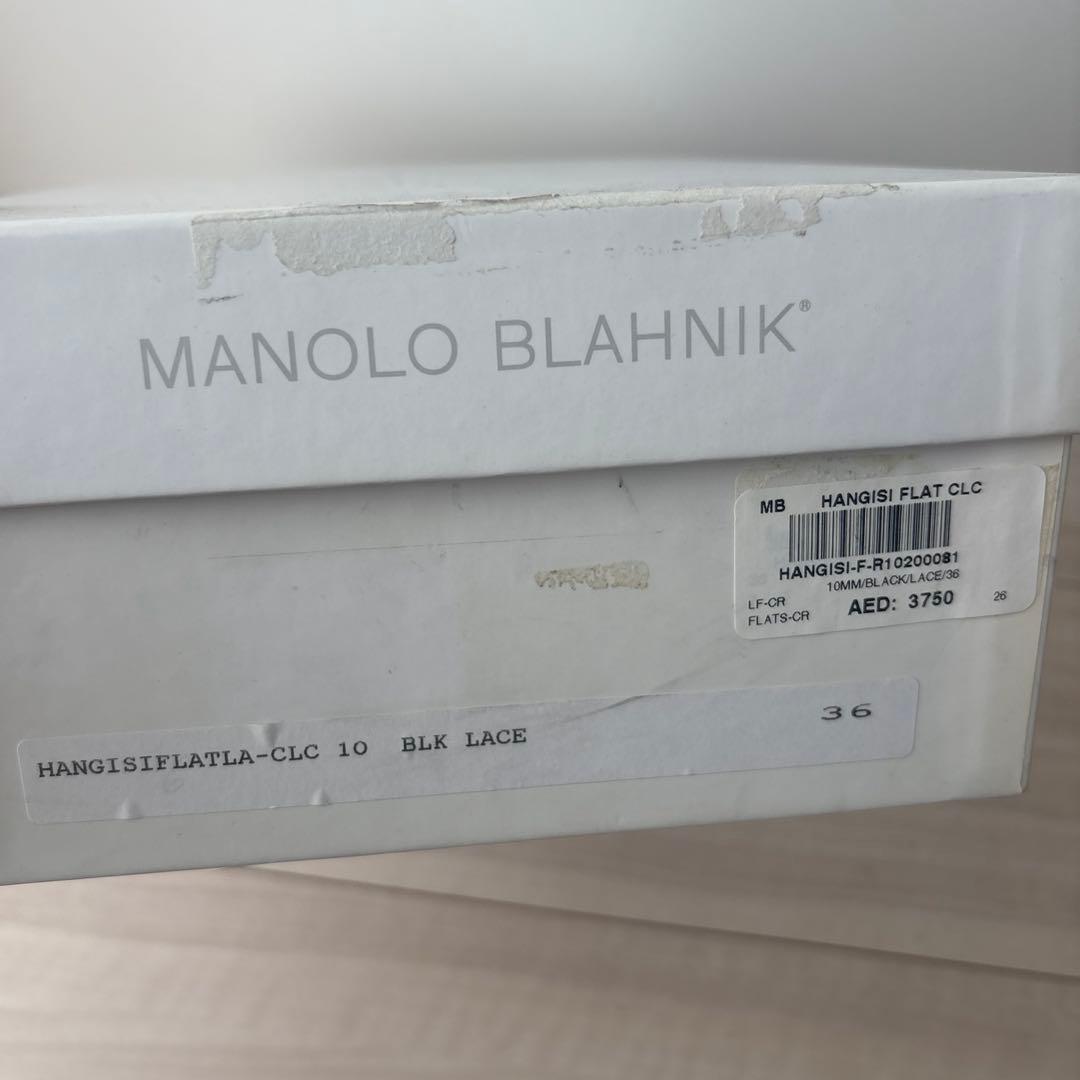 MANOLO BLAHNIK®
MB HANGISI FLAT CLC
HANGISI-F-R10200081
10MM/BLACK/LACE/36
LF-CR
FLATS-CR
AED: 3750
26
HANGISIFLATLA-CLC 10 BLK LACE 36